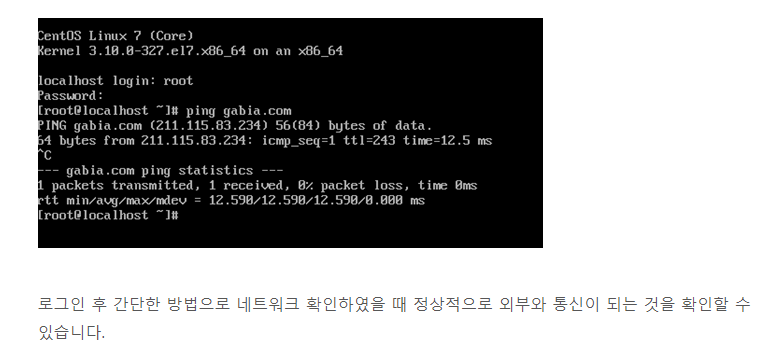 CentOS Linux 7 (Core)
Kernel 3.10.0-327.el7.x86_64 on an x86_64
localhost login: root
Password:
[root@localhost ~]# ping gabia.com
PING gabia.com (211.115.83.234) 56(84) bytes of data.
64 bytes from 211.115.83.234: icmp_seq=1 ttl=243 time=12.5 ms
^C
--- gabia.com ping statistics ---
1 packets transmitted, 1 received, 0% packet loss, time 0ms
rtt min/avg/max/mdev = 12.590/12.590/12.590/0.000 ms
[root@localhost ~]#
로그인 후 간단한 방법으로 네트워크 확인하였을 때 정상적으로 외부와 통신이 되는 것을 확인할 수
있습니다.